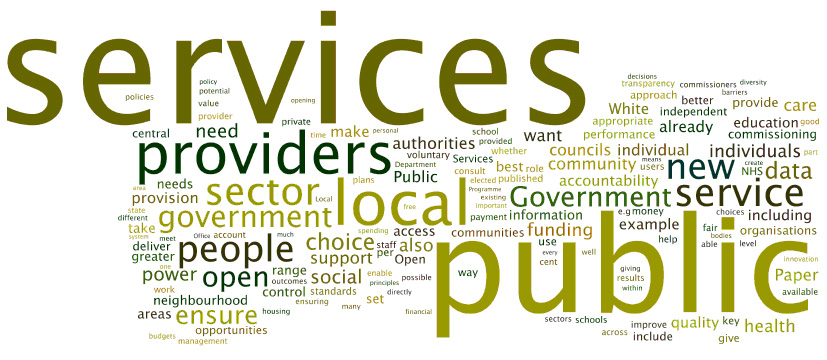 services
policies
policy
potential
value
provider
opening
private
decisions
transparency
commissioners
diversity
approach
barriers
White
better
provide
care
independent
appropriate
education
good
performance
already
commissioning
central
need
time
make
personal
school
provided
want
authorities
voluntary
whether
councils
individual
individuals
part
providers
Department
Services
best
role
community
means
users
new
create
NHS
data
Public
consult
published
accountability
needs
sector
plans
elected
Programme
existing
Government
service
area
provision
Local
local
free
important
state
different
government
payment
information
e.g
money
choices
including
take
Office
account
much
spending
access
communities
funding
example
fair
bodies
organisations
system
meet
deliver
people
choice
staff
also
use
help
able
level
public
greater
one
support
per
Open
way
every
cent
well
innovation
power
open
range
outcomes
social
enable
possible
giving
results
within
Paper
available
work
neighbourhood
control
standards
principles
directly
set
ensuring
many
areas
ensure
housing
financial
opportunities
budgets
management
sectors
schools
across
improve
include
quality
key
give
health